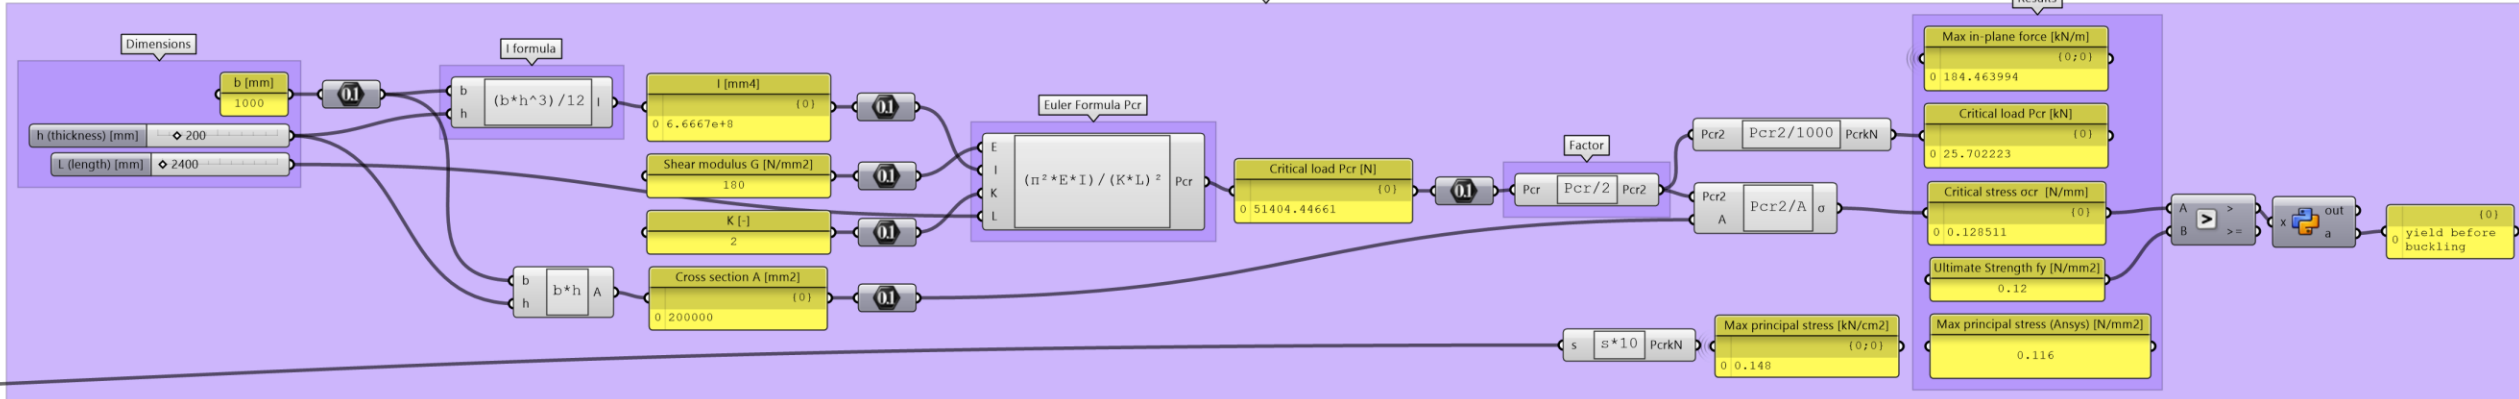 Results
Dimensions
I formula
b [mm]
1000
0.1
b
h
(b*h^3)/12
I
h (thickness) [mm]
200
L (length) [mm]
2400
I [mm4]
{0}
0 6.6667e+8
0.1
Shear modulus G [N/mm2]
180
0.1
K [-]
2
0.1
b
h
b*h
A
Cross section A [mm2]
{0}
0 200000
0.1
Euler Formula Pcr
E
I
K
L
(π²*E*I)/(K*L)²
Pcr
Critical load Pcr [N]
{0}
0 51404.44661
0.1
Factor
Pcr
Pcr/2
Pcr2
Pcr2
Pcr2/1000
PcrkN
Pcr2
A
Pcr2/A
σ
Max in-plane force [kN/m]
{0;0}
0 184.463994
Critical load Pcr [kN]
{0}
0 25.702223
Critical stress σcr [N/mm]
{0}
0 0.128511
Ultimate Strength fy [N/mm2]
0.12
A
B
>
>
>=
x
out
a
{0}
0 yield before
buckling
s
s*10
PcrkN
Max principal stress [kN/cm2]
{0;0}
0 0.148
Max principal stress (Ansys) [N/mm2]
0.116